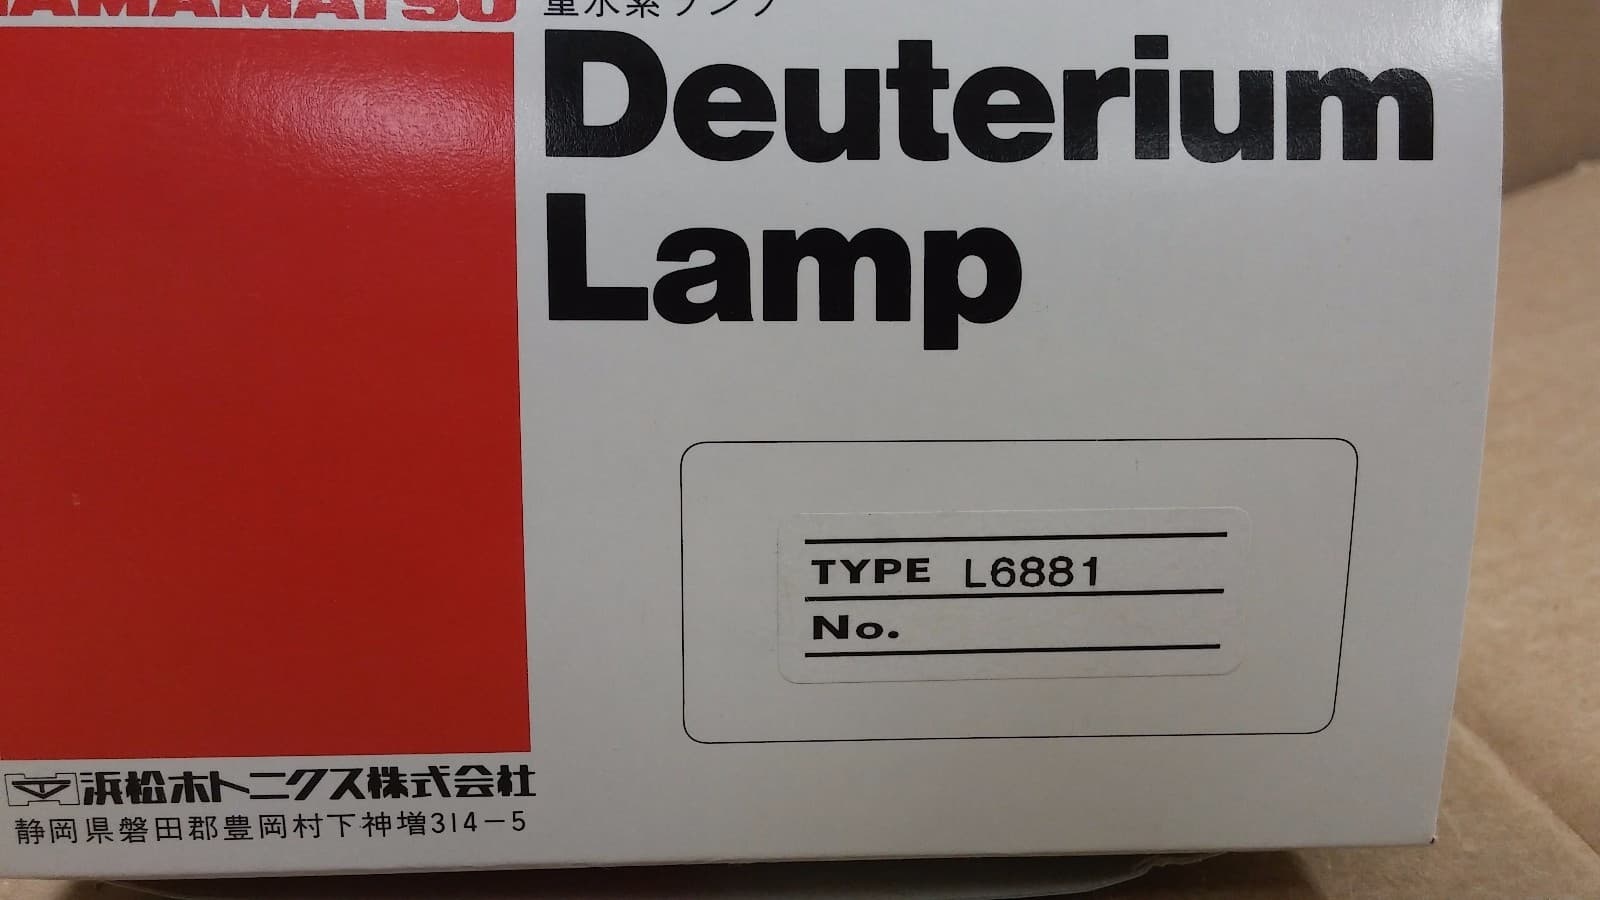 HAMAMATSU
重水素ランプ
Deuterium
Lamp
TYPE L6881
No.
浜松ホトニクス株式会社
静岡県磐田郡豊岡村下神増314-5